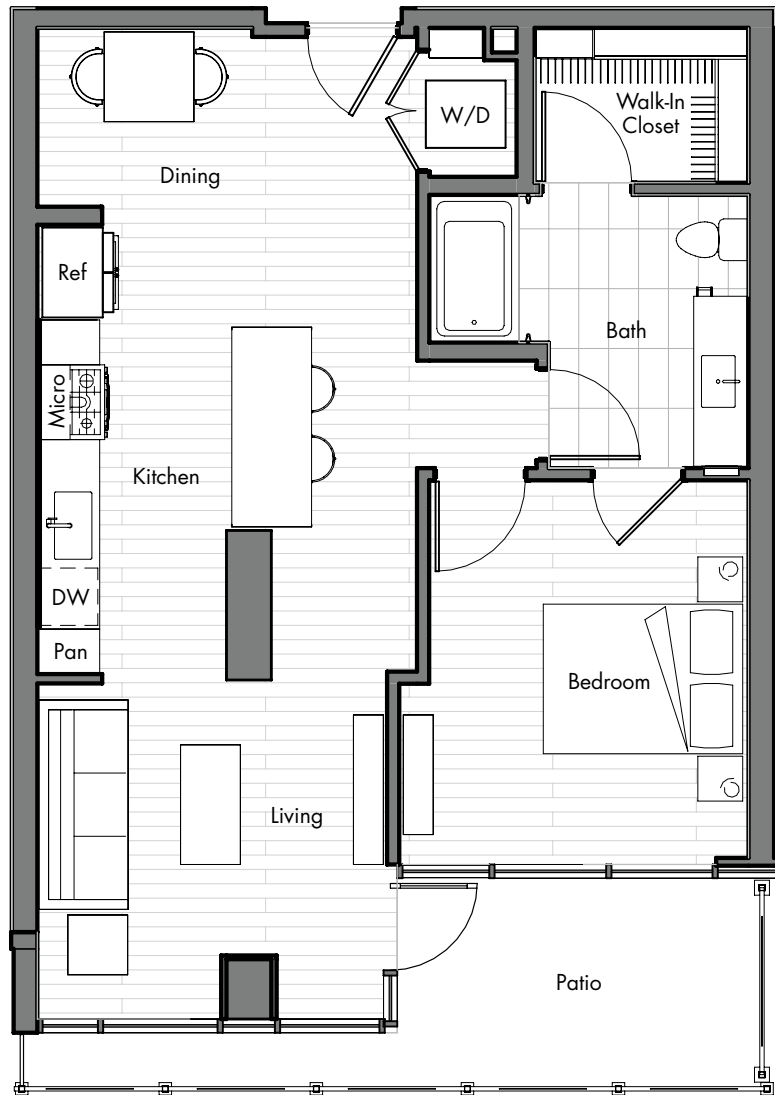 W/D
Walk-In
Closet
Dining
Ref
Bath
Micro
Kitchen
DW
Pan
Bedroom
Living
Patio